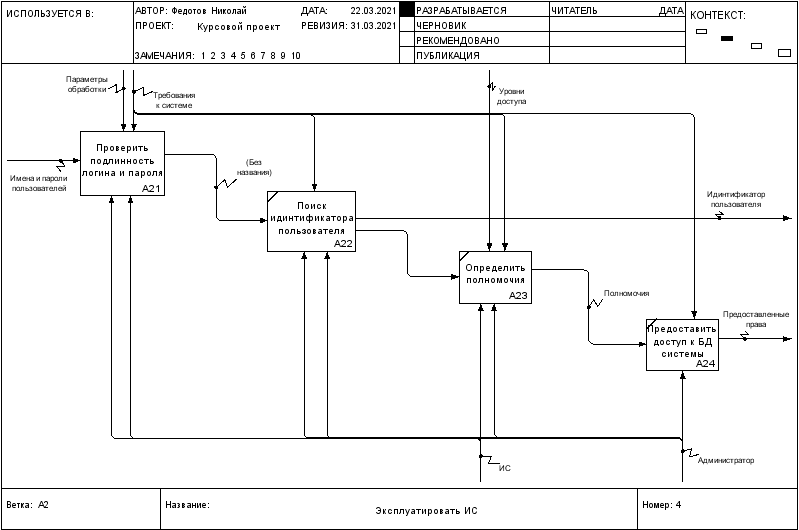 ИСПОЛЬЗУЕТСЯ В:
АВТОР: Федотов Николай
ДАТА: 22.03.2021
ПРОЕКТ: Курсовой проект
РЕВИЗИЯ: 31.03.2021
ЗАМЕЧАНИЯ: 1 2 3 4 5 6 7 8 9 10
РАЗРАБАТЫВАЕТСЯ
ЧЕРНОВИК
РЕКОМЕНДОВАНО
ПУБЛИКАЦИЯ
ЧИТАТЕЛЬ
ДАТА
КОНТЕКСТ:
Параметры
обработки
Требования
к системе
Уровни
доступа
Проверить
подлинность
логина и пароля
A21
Имена и пароли
пользователей
(Без
названия)
Поиск
идинтификатора
пользователя
A22
Идинтификатор
пользователя
Определить
полномочия
A23
Полномочия
Предоставить
доступ к БД
системы
A24
Предоставленные
права
ИС
Администратор
Ветка: A2
Название:
Эксплуатировать ИС
Номер: 4